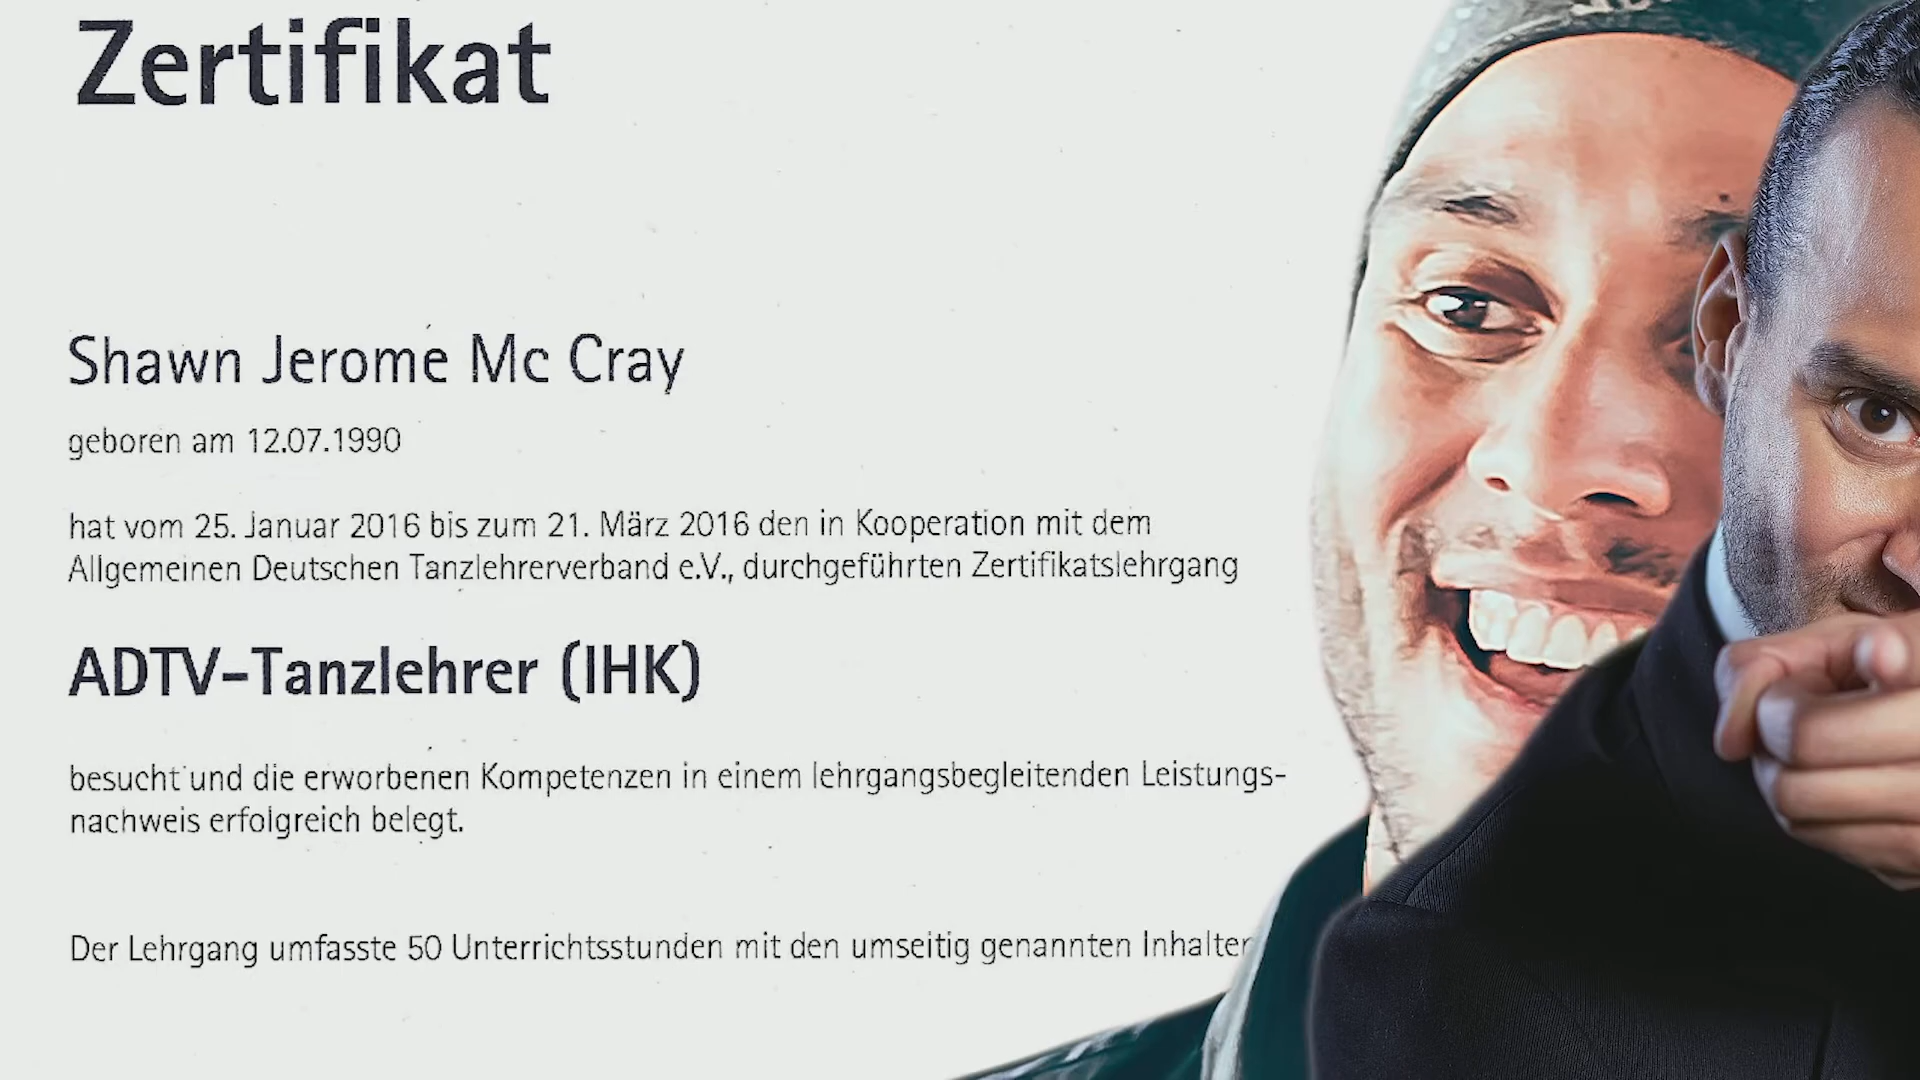 Zertifikat
Shawn Jerome Mc Cray
geboren am 12.07.1990
hat vom 25. Januar 2016 bis zum 21. März 2016 den in Kooperation mit dem
Allgemeinen Deutschen Tanzlehrerverband e.V., durchgeführten Zertifikatslehrgang
ADTV-Tanzlehrer (IHK)
besucht und die erworbenen Kompetenzen in einem lehrgangsbegleitenden Leistungs-
nachweis erfolgreich belegt.
Der Lehrgang umfasste 50 Unterrichtsstunden mit den umseitig genannten Inhalten